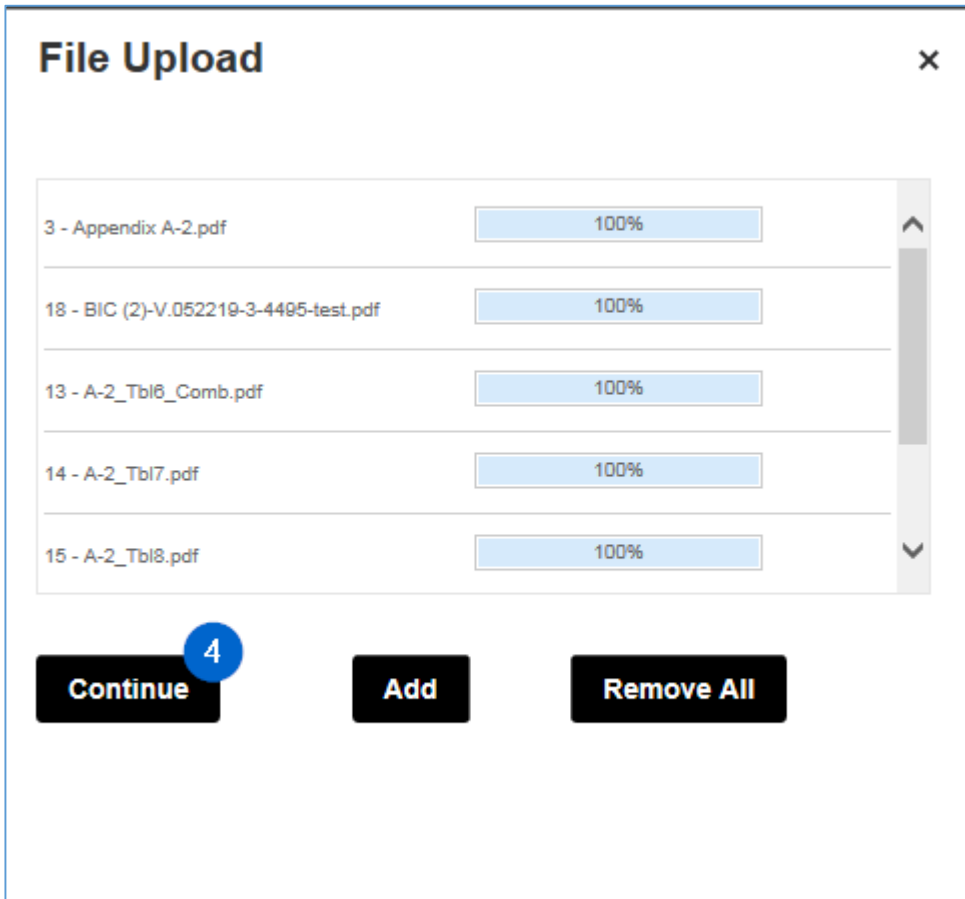 File Upload ×
3 - Appendix A-2.pdf 100%
18 - BIC (2)-V.052219-3-4495-test.pdf 100%
13 - A-2_Tbl6_Comb.pdf 100%
14 - A-2_Tbl7.pdf 100%
15 - A-2_Tbl8.pdf 100%
4
Continue Add Remove All